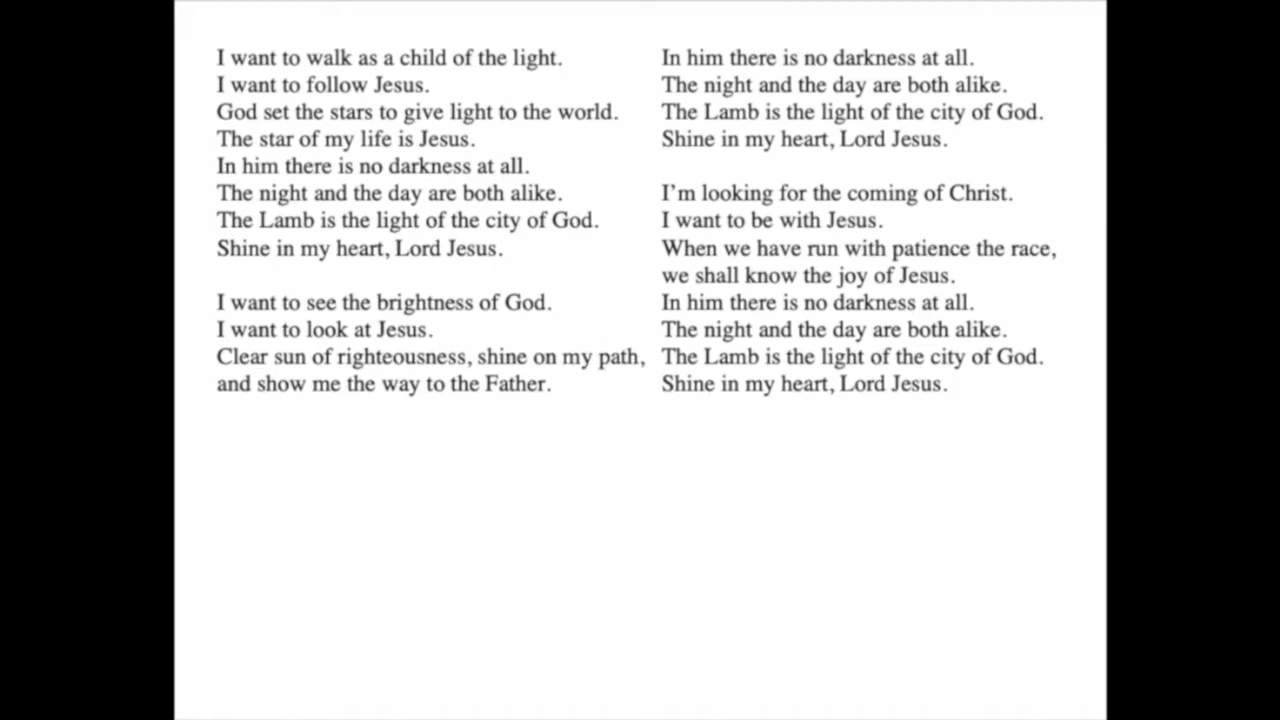 I want to walk as a child of the light.
I want to follow Jesus.
God set the stars to give light to the world.
The star of my life is Jesus.
In him there is no darkness at all.
The night and the day are both alike.
The Lamb is the light of the city of God.
Shine in my heart, Lord Jesus.
I want to see the brightness of God.
I want to look at Jesus.
Clear sun of righteousness, shine on my path,
and show me the way to the Father.
In him there is no darkness at all.
The night and the day are both alike.
The Lamb is the light of the city of God.
Shine in my heart, Lord Jesus.
I’m looking for the coming of Christ.
I want to be with Jesus.
When we have run with patience the race,
we shall know the joy of Jesus.
In him there is no darkness at all.
The night and the day are both alike.
The Lamb is the light of the city of God.
Shine in my heart, Lord Jesus.